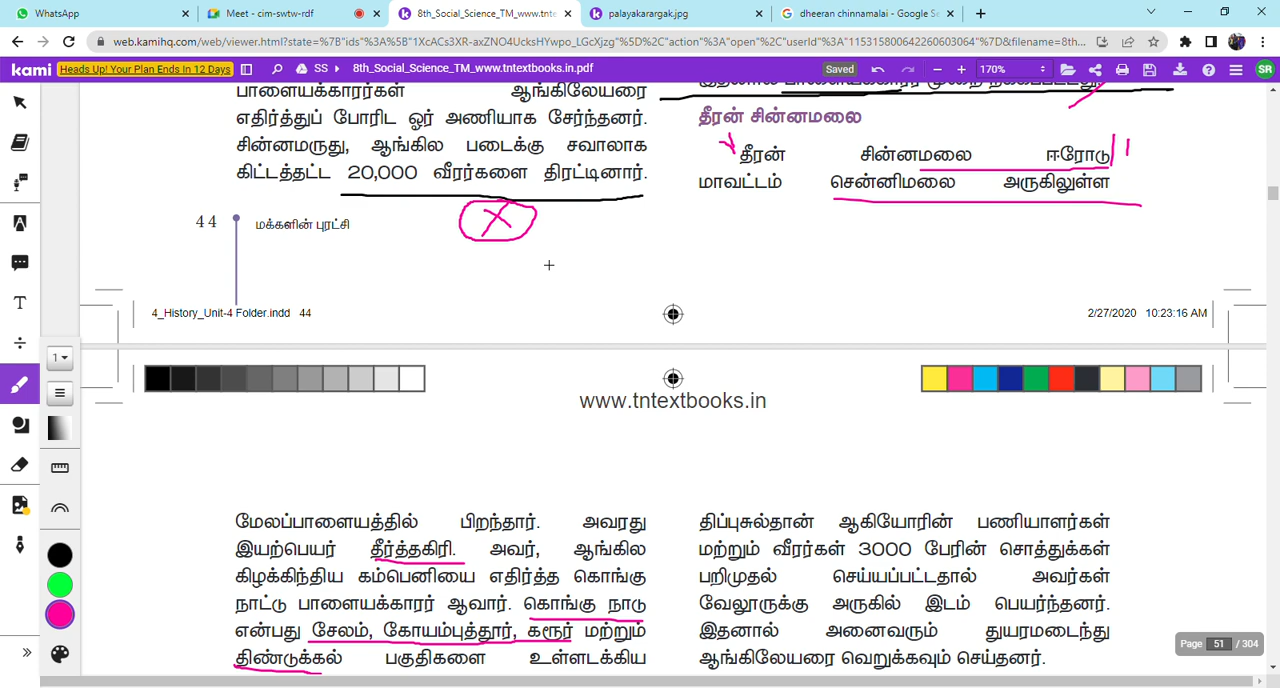 WhatsApp
Meet - cim-swtw-rdf
8th_Social_Science_TM_www.tnte
palayakarargak.jpg
dheeran chinnamalai - Google Se
web.kamihq.com/web/viewer.html?state=%7B"ids"%3A%5B"1XcACs3XR-axZNO4UcksHYwpo_LGcXjzg"%5D%2C"action"%3A"open"%2C"userId"%3A"115315800642260603064"%7D&filename=8th...
kami
Heads Up! Your Plan Ends In 12 Days
SS
8th_Social_Science_TM_www.tntextbooks.in.pdf
Saved
170%
SR
பாளையக்காரர்கள் ஆங்கிலேயரை
எதிர்த்துப் போரிட ஓர் அணியாக சேர்ந்தனர்.
சின்னமருது, ஆங்கில படைக்கு சவாலாக
கிட்டத்தட்ட 20,000 வீரர்களை திரட்டினார்.
44
மக்களின் புரட்சி
தீரன் சின்னமலை
தீரன் சின்னமலை ஈரோடு
மாவட்டம் சென்னிமலை அருகிலுள்ள
4_History_Unit-4 Folder.indd 44
2/27/2020 10:23:16 AM
1
www.tntextbooks.in
மேலப்பாளையத்தில் பிறந்தார். அவரது
இயற்பெயர் தீர்த்தகிரி. அவர், ஆங்கில
கிழக்கிந்திய கம்பெனியை எதிர்த்த கொங்கு
நாட்டு பாளையக்காரர் ஆவார். கொங்கு நாடு
என்பது சேலம், கோயம்புத்தூர், கரூர் மற்றும்
திண்டுக்கல் பகுதிகளை உள்ளடக்கிய
திப்புசுல்தான் ஆகியோரின் பணியாளர்கள்
மற்றும் வீரர்கள் 3000 பேரின் சொத்துக்கள்
பறிமுதல் செய்யப்பட்டதால் அவர்கள்
வேலூருக்கு அருகில் இடம் பெயர்ந்தனர்.
இதனால் அனைவரும் துயரமடைந்து
ஆங்கிலேயரை வெறுக்கவும் செய்தனர்.
Page 51 / 304